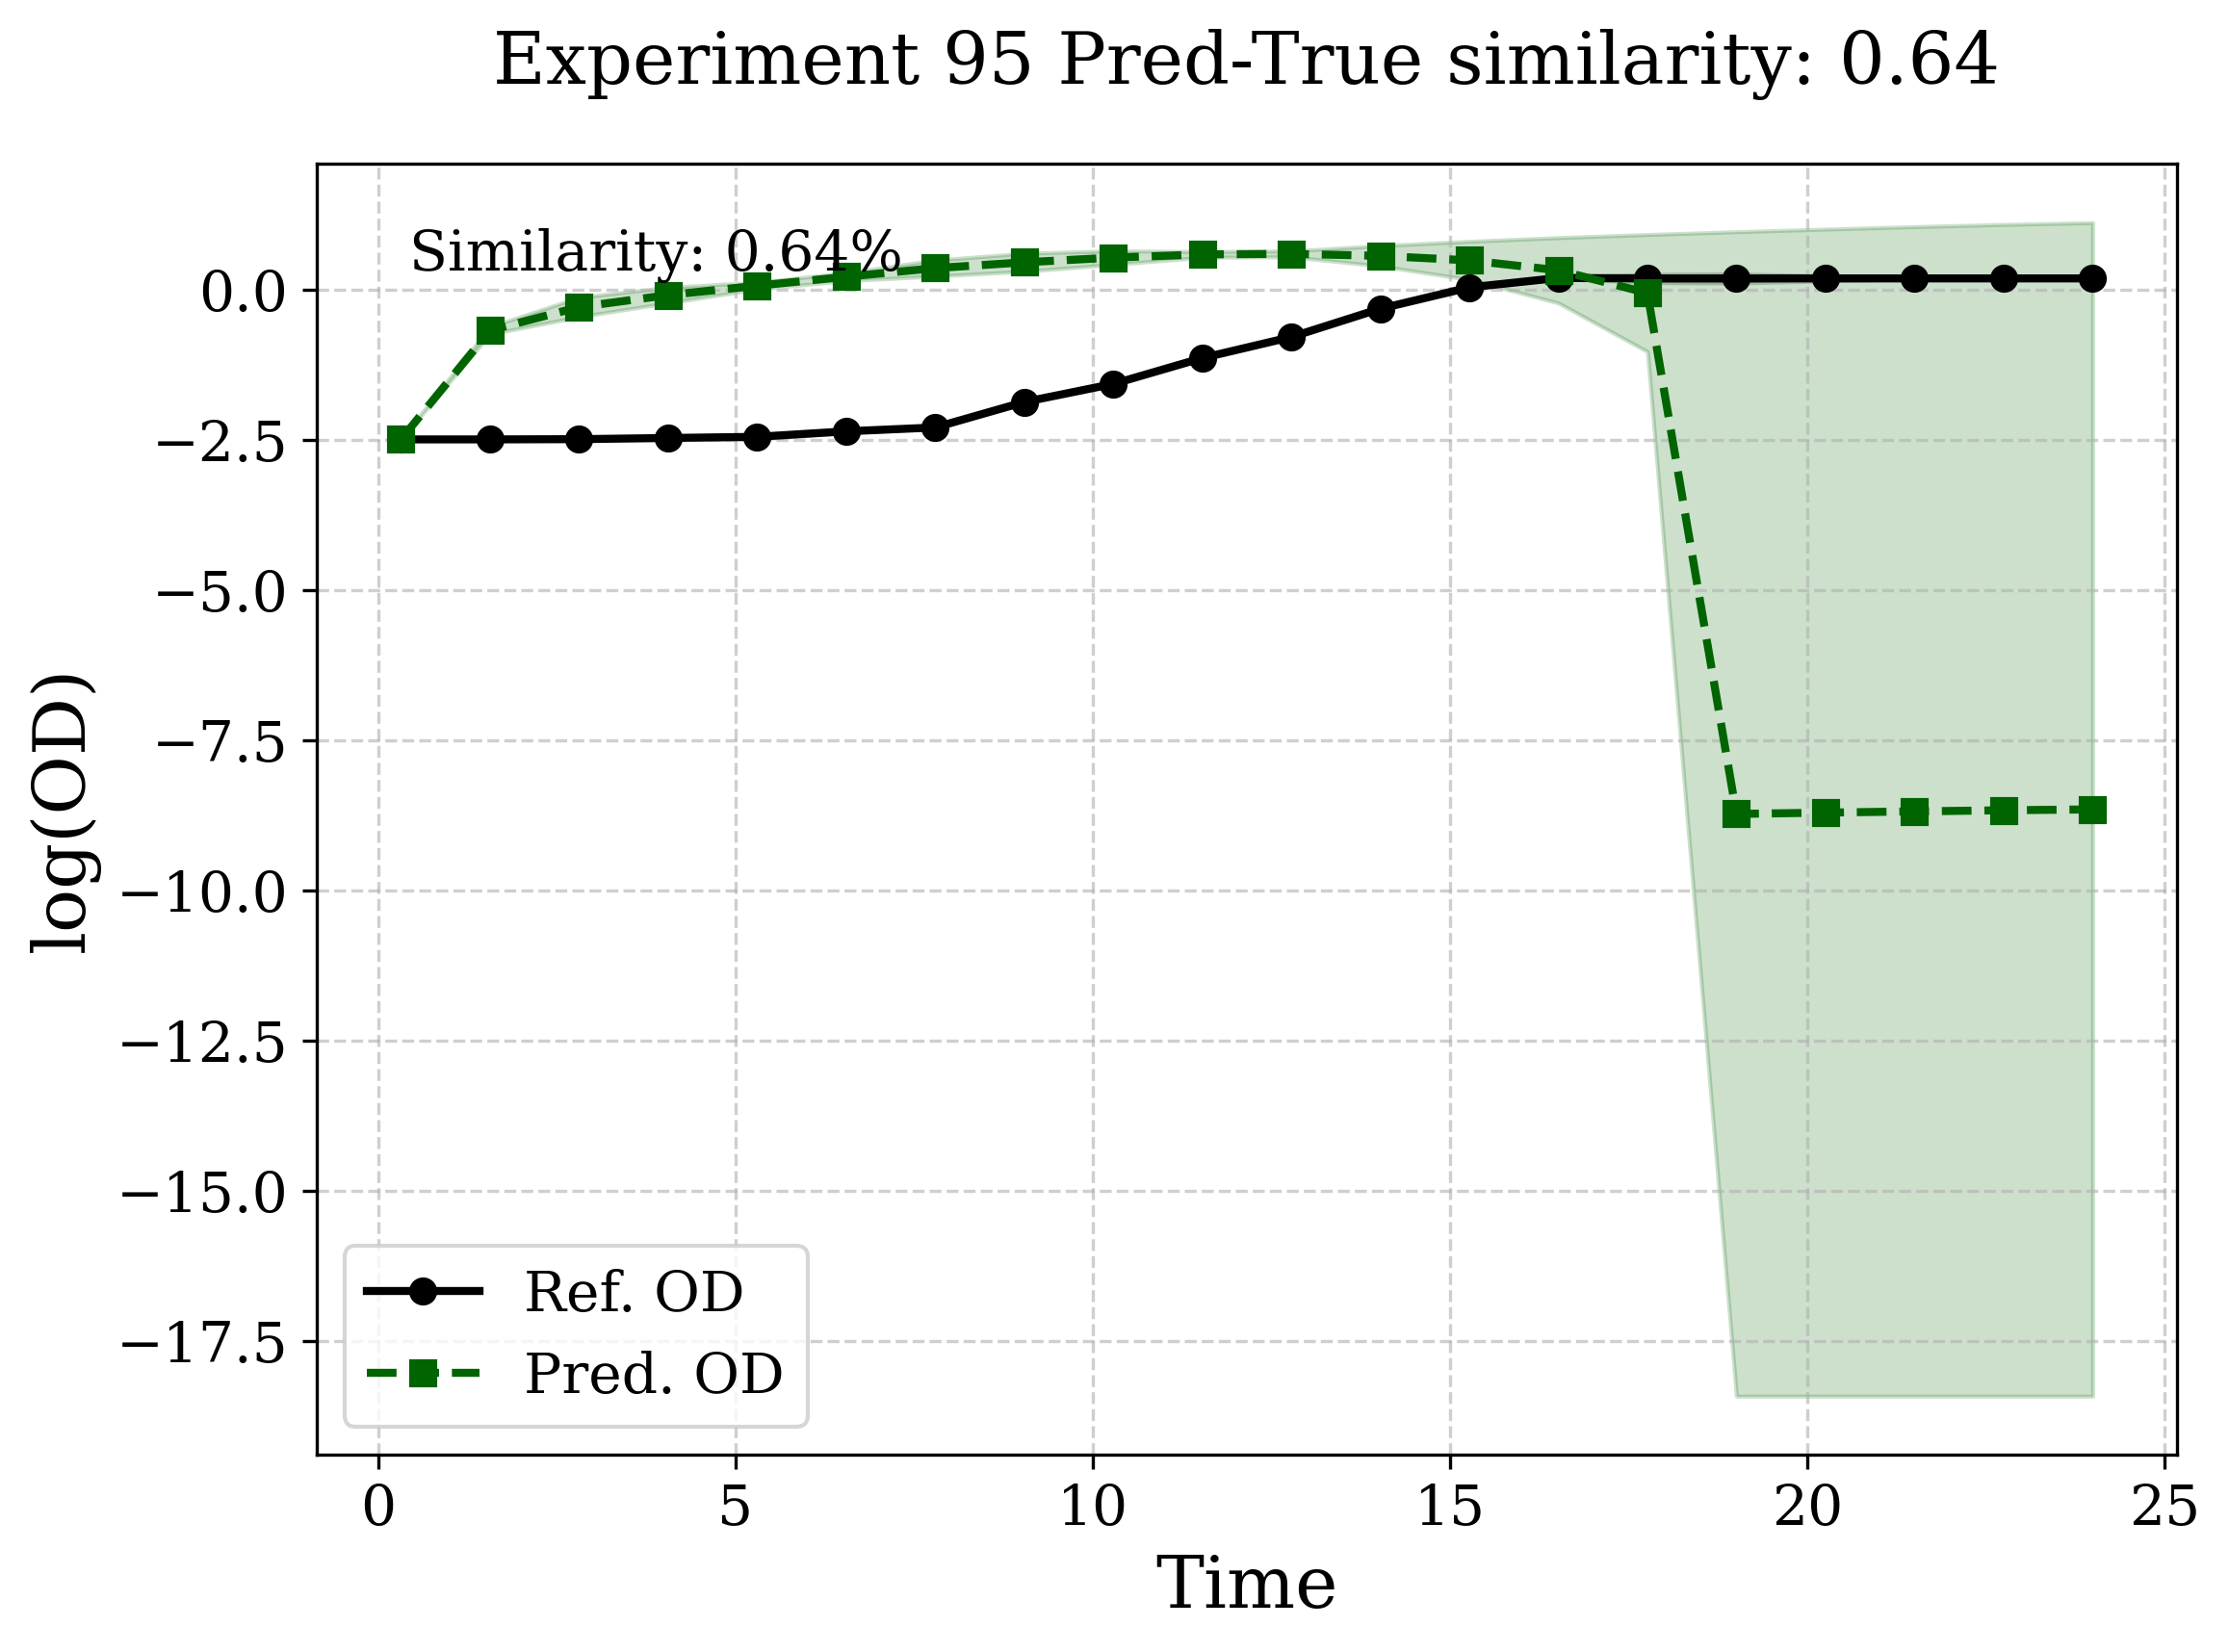 Experiment 95 Pred-True similarity: 0.64
Similarity: 0.64%
0.0
−2.5
−5.0
−7.5
−10.0
−12.5
−15.0
−17.5
log(OD)
Ref. OD
Pred. OD
0 5 10 15 20 25
Time